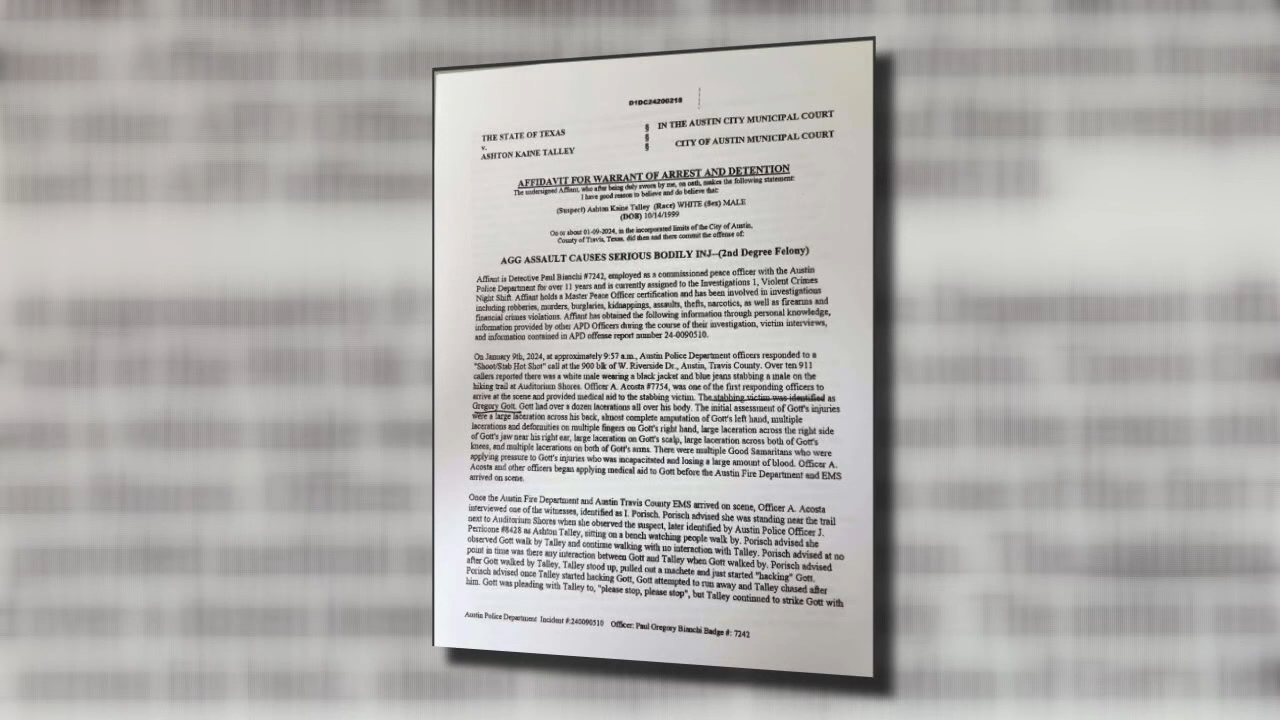 D1DC24200218
THE STATE OF TEXAS § IN THE AUSTIN CITY MUNICIPAL COURT
v. §
ASHTON KAINE TALLEY § CITY OF AUSTIN MUNICIPAL COURT
AFFIDAVIT FOR WARRANT OF ARREST AND DETENTION
The undersigned Affiant, who after being duly sworn by me, on oath, makes the following statement:
I have good reason to believe and do believe that:
(Suspect) Ashton Kaine Talley (Race) WHITE (Sex) MALE
(DOB) 10/14/1999
On or about 01-09-2024, in the incorporated limits of the City of Austin,
County of Travis, Texas, did then and there commit the offense of:
AGG ASSAULT CAUSES SERIOUS BODILY INJ--(2nd Degree Felony)
Affiant is Detective Paul Bianchi #7242, employed as a commissioned peace officer with the Austin
Police Department for over 11 years and is currently assigned to the Investigations 1, Violent Crimes
Night Shift. Affiant holds a Master Peace Officer certification and has been involved in investigations
including robberies, murders, burglaries, kidnappings, assaults, thefts, narcotics, as well as firearms and
financial crimes violations. Affiant has obtained the following information through personal knowledge,
information provided by other APD Officers during the course of their investigation, victim interviews,
and information contained in APD offense report number 24-0090510.
On January 9th, 2024, at approximately 9:57 a.m., Austin Police Department officers responded to a
"Shoot/Stab Hot Shot" call at the 900 blk of W. Riverside Dr., Austin, Travis County. Over ten 911
callers reported there was a white male wearing a black jacket and blue jeans stabbing a male on the
hiking trail at Auditorium Shores. Officer A. Acosta #7754, was one of the first responding officers to
arrive at the scene and provided medical aid to the stabbing victim. The stabbing victim was identified as
Gregory Gott. Gott had over a dozen lacerations all over his body. The initial assessment of Gott's injuries
were a large laceration across his back, almost complete amputation of Gott's left hand, multiple
lacerations and deformities on multiple fingers on Gott's right hand, large laceration across the right side
of Gott's jaw near his right ear, large laceration on Gott's scalp, large laceration across both of Gott's
knees, and multiple lacerations on both of Gott's arms. There were multiple Good Samaritans who were
applying pressure to Gott's injuries who was incapacitated and losing a large amount of blood. Officer A.
Acosta and other officers began applying medical aid to Gott before the Austin Fire Department and EMS
arrived on scene.
Once the Austin Fire Department and Austin Travis County EMS arrived on scene, Officer A. Acosta
interviewed one of the witnesses, identified as I. Porisch. Porisch advised she was standing near the trail
next to Auditorium Shores when she observed the suspect, later identified by Austin Police Officer J.
Perricone #8428 as Ashton Talley, sitting on a bench watching people walk by. Porisch advised she
observed Gott walk by Talley and continue walking with no interaction with Talley. Porisch advised at no
point in time was there any interaction between Gott and Talley when Gott walked by. Porisch advised
after Gott walked by Talley, Talley stood up, pulled out a machete and just started "hacking" Gott.
Porisch advised once Talley started hacking Gott, Gott attempted to run away and Talley chased after
him. Gott was pleading with Talley to, "please stop, please stop", but Talley continued to strike Gott with
Austin Police Department Incident #:240090510 Officer: Paul Gregory Bianchi Badge #: 7242